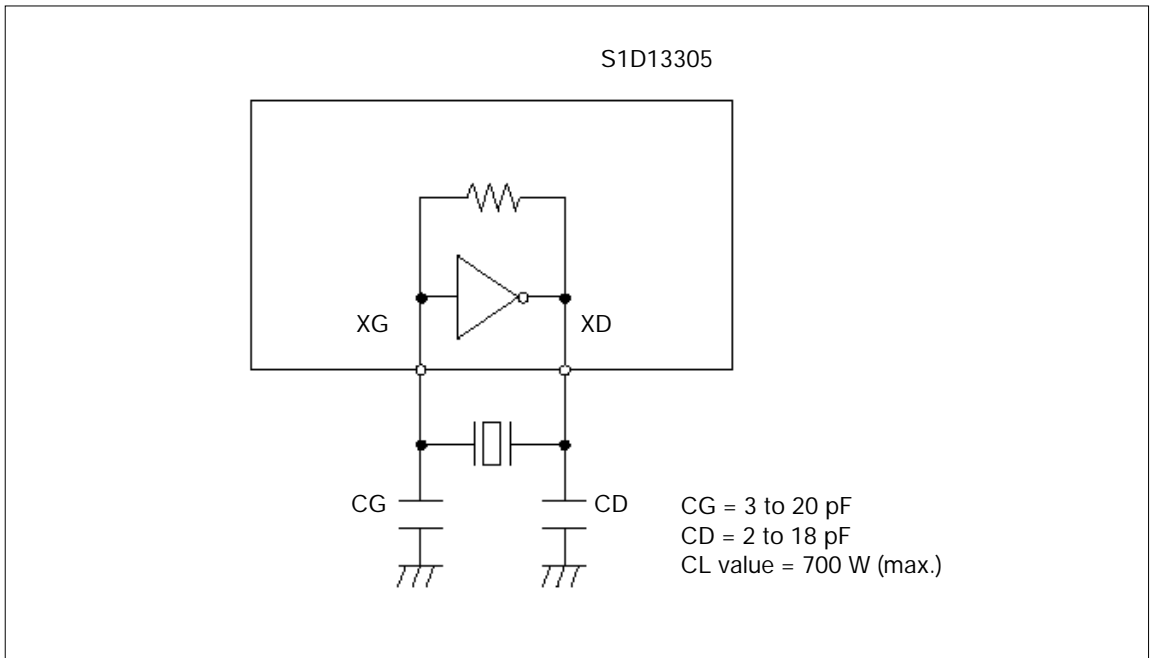 S1D13305
XG
XD
CG
CD
CG = 3 to 20 pF
CD = 2 to 18 pF
CL value = 700 W (max.)